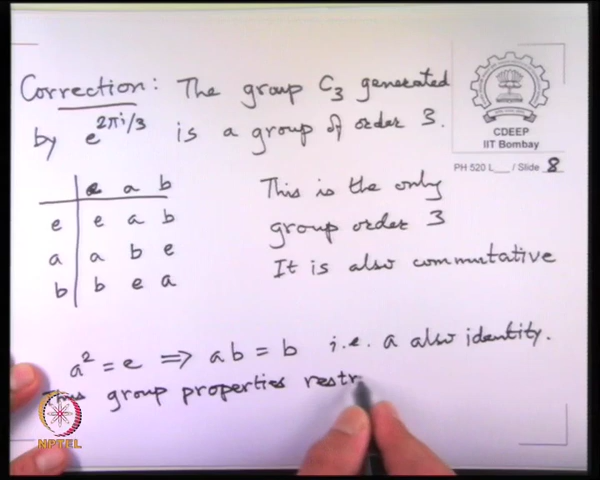 Correction: The group C₃ generated
by e^{2πi/3} is a group of order 3.
CDEEP
IIT Bombay
PH 520 L___ / Slide 8
e a b
e e a b
a a b e
b b e a
This is the only
group order 3
It is also commutative
a² = e ⟹ ab = b i.e. a also identity.
Thus group properties restr
NPTEL